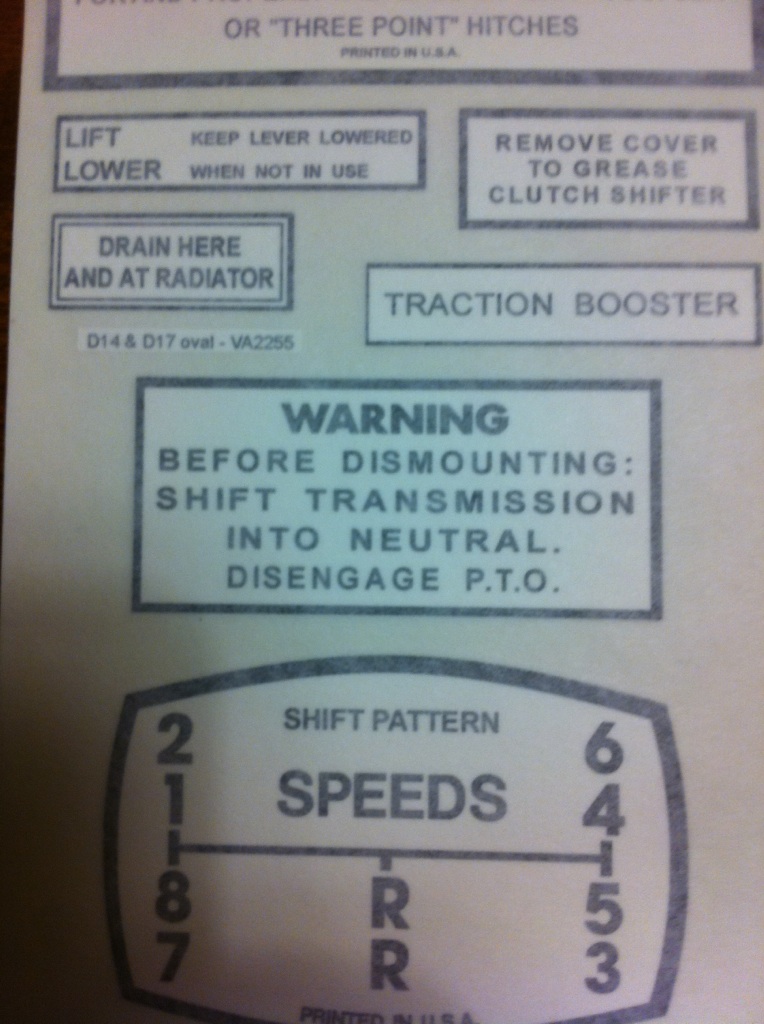 OR "THREE POINT" HITCHES
PRINTED IN U.S.A.
LIFT KEEP LEVER LOWERED
LOWER WHEN NOT IN USE
REMOVE COVER
TO GREASE
CLUTCH SHIFTER
DRAIN HERE
AND AT RADIATOR
TRACTION BOOSTER
D14 & D17 oval - VA2255
WARNING
BEFORE DISMOUNTING:
SHIFT TRANSMISSION
INTO NEUTRAL.
DISENGAGE P.T.O.
SHIFT PATTERN
SPEEDS
2 6
1 4
8 R 5
7 R 3
PRINTED IN U.S.A.